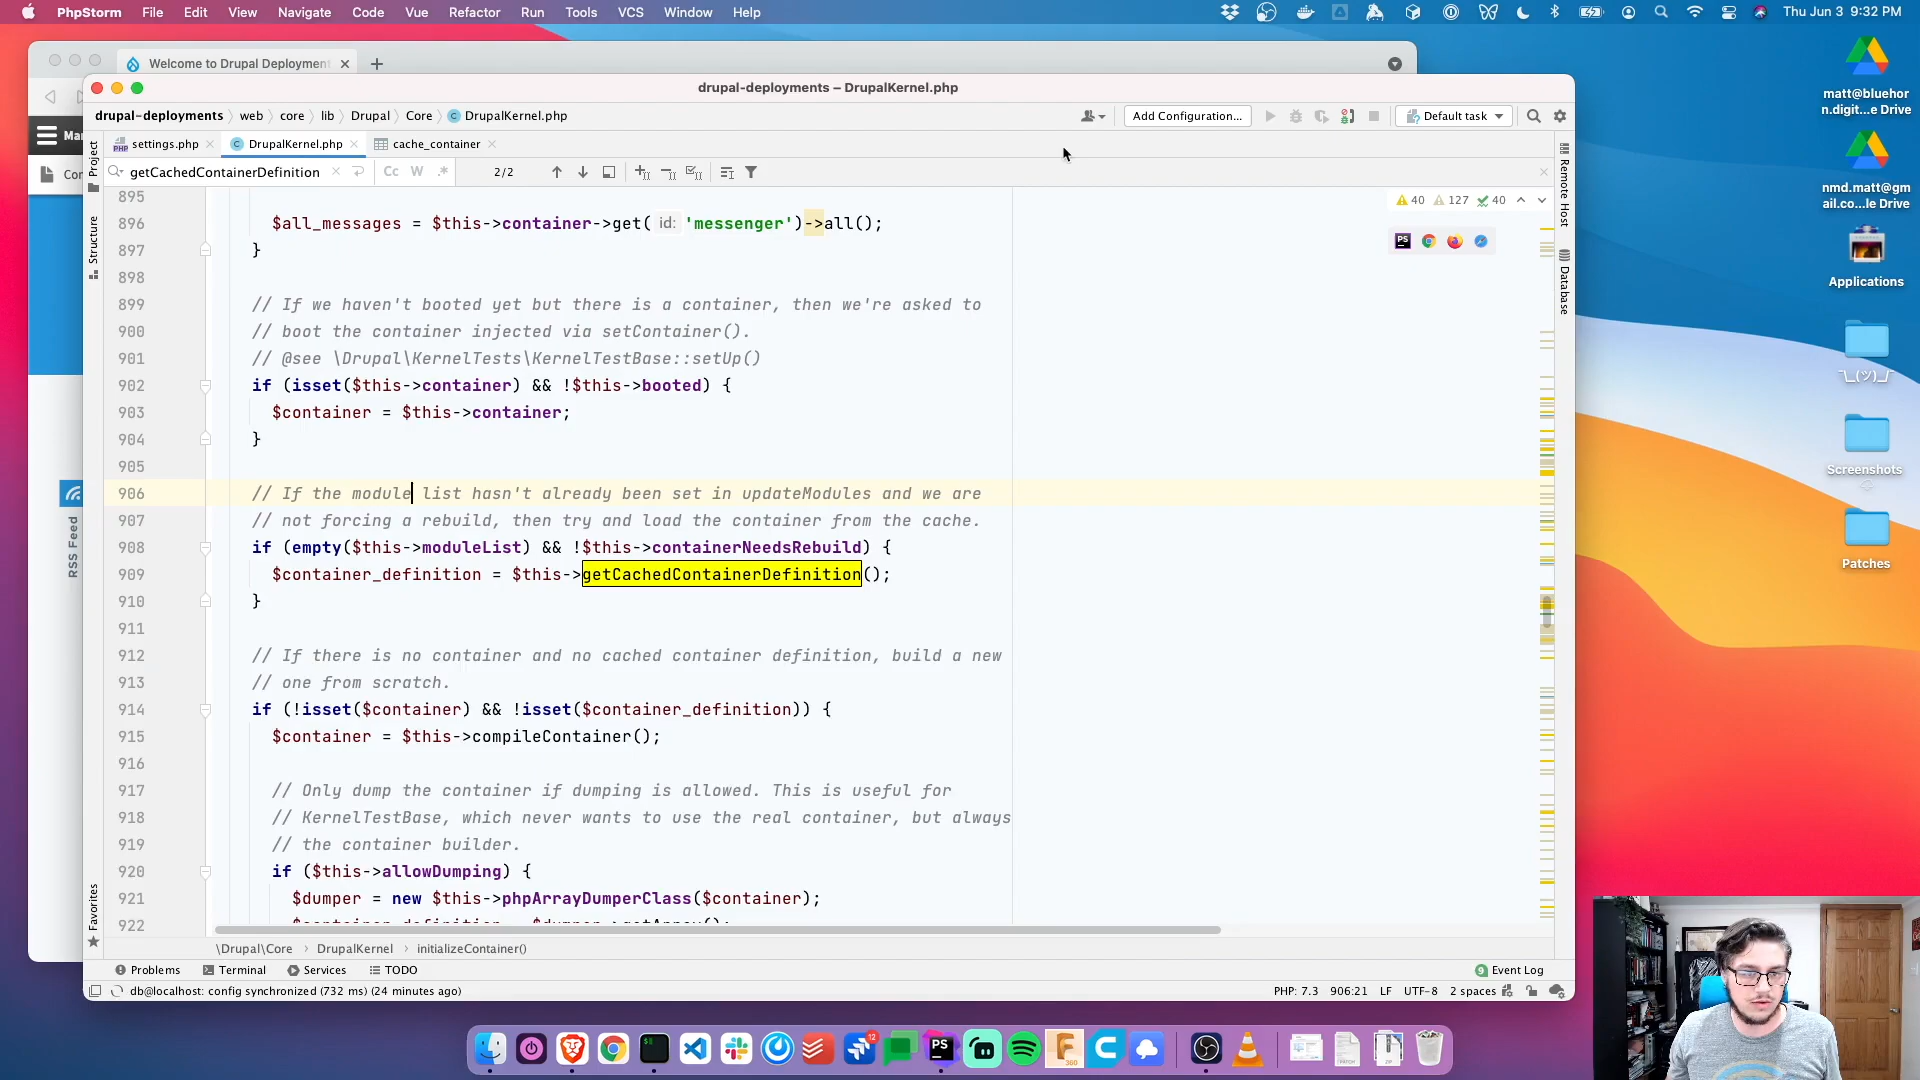 PhpStorm File Edit View Navigate Code Vue Refactor Run Tools VCS Window Help
Thu Jun 3 9:32 PM
Welcome to Drupal Deployment
drupal-deployments – DrupalKernel.php
drupal-deployments web core lib Drupal Core DrupalKernel.php
Add Configuration...
Default task
settings.php
DrupalKernel.php
cache_container
getCachedContainerDefinition
Cc W .*
2/2
40 127 40
895
896 $all_messages = $this->container->get( id: 'messenger')->all();
897 }
898
899 // If we haven't booted yet but there is a container, then we're asked to
900 // boot the container injected via setContainer().
901 // @see \Drupal\KernelTests\KernelTestBase::setUp()
902 if (isset($this->container) && !$this->booted) {
903 $container = $this->container;
904 }
905
906 // If the module list hasn't already been set in updateModules and we are
907 // not forcing a rebuild, then try and load the container from the cache.
908 if (empty($this->moduleList) && !$this->containerNeedsRebuild) {
909 $container_definition = $this->getCachedContainerDefinition();
910 }
911
912 // If there is no container and no cached container definition, build a new
913 // one from scratch.
914 if (!isset($container) && !isset($container_definition)) {
915 $container = $this->compileContainer();
916
917 // Only dump the container if dumping is allowed. This is useful for
918 // KernelTestBase, which never wants to use the real container, but always
919 // the container builder.
920 if ($this->allowDumping) {
921 $dumper = new $this->phpArrayDumperClass($container);
922 $container_definition = $dumper->getArray();
\Drupal\Core DrupalKernel initializeContainer()
Problems Terminal Services TODO
9 Event Log
db@localhost: config synchronized (732 ms) (24 minutes ago)
PHP: 7.3 906:21 LF UTF-8 2 spaces
Project
Structure
Favorites
Remote Host
Database
Man
Con
RSS Feed
matt@bluehor
n.digit...e Drive
nmd.matt@gm
ail.co...le Drive
Applications
¯\_(ツ)_/¯
Screenshots
Patches
PS
12
PS
360